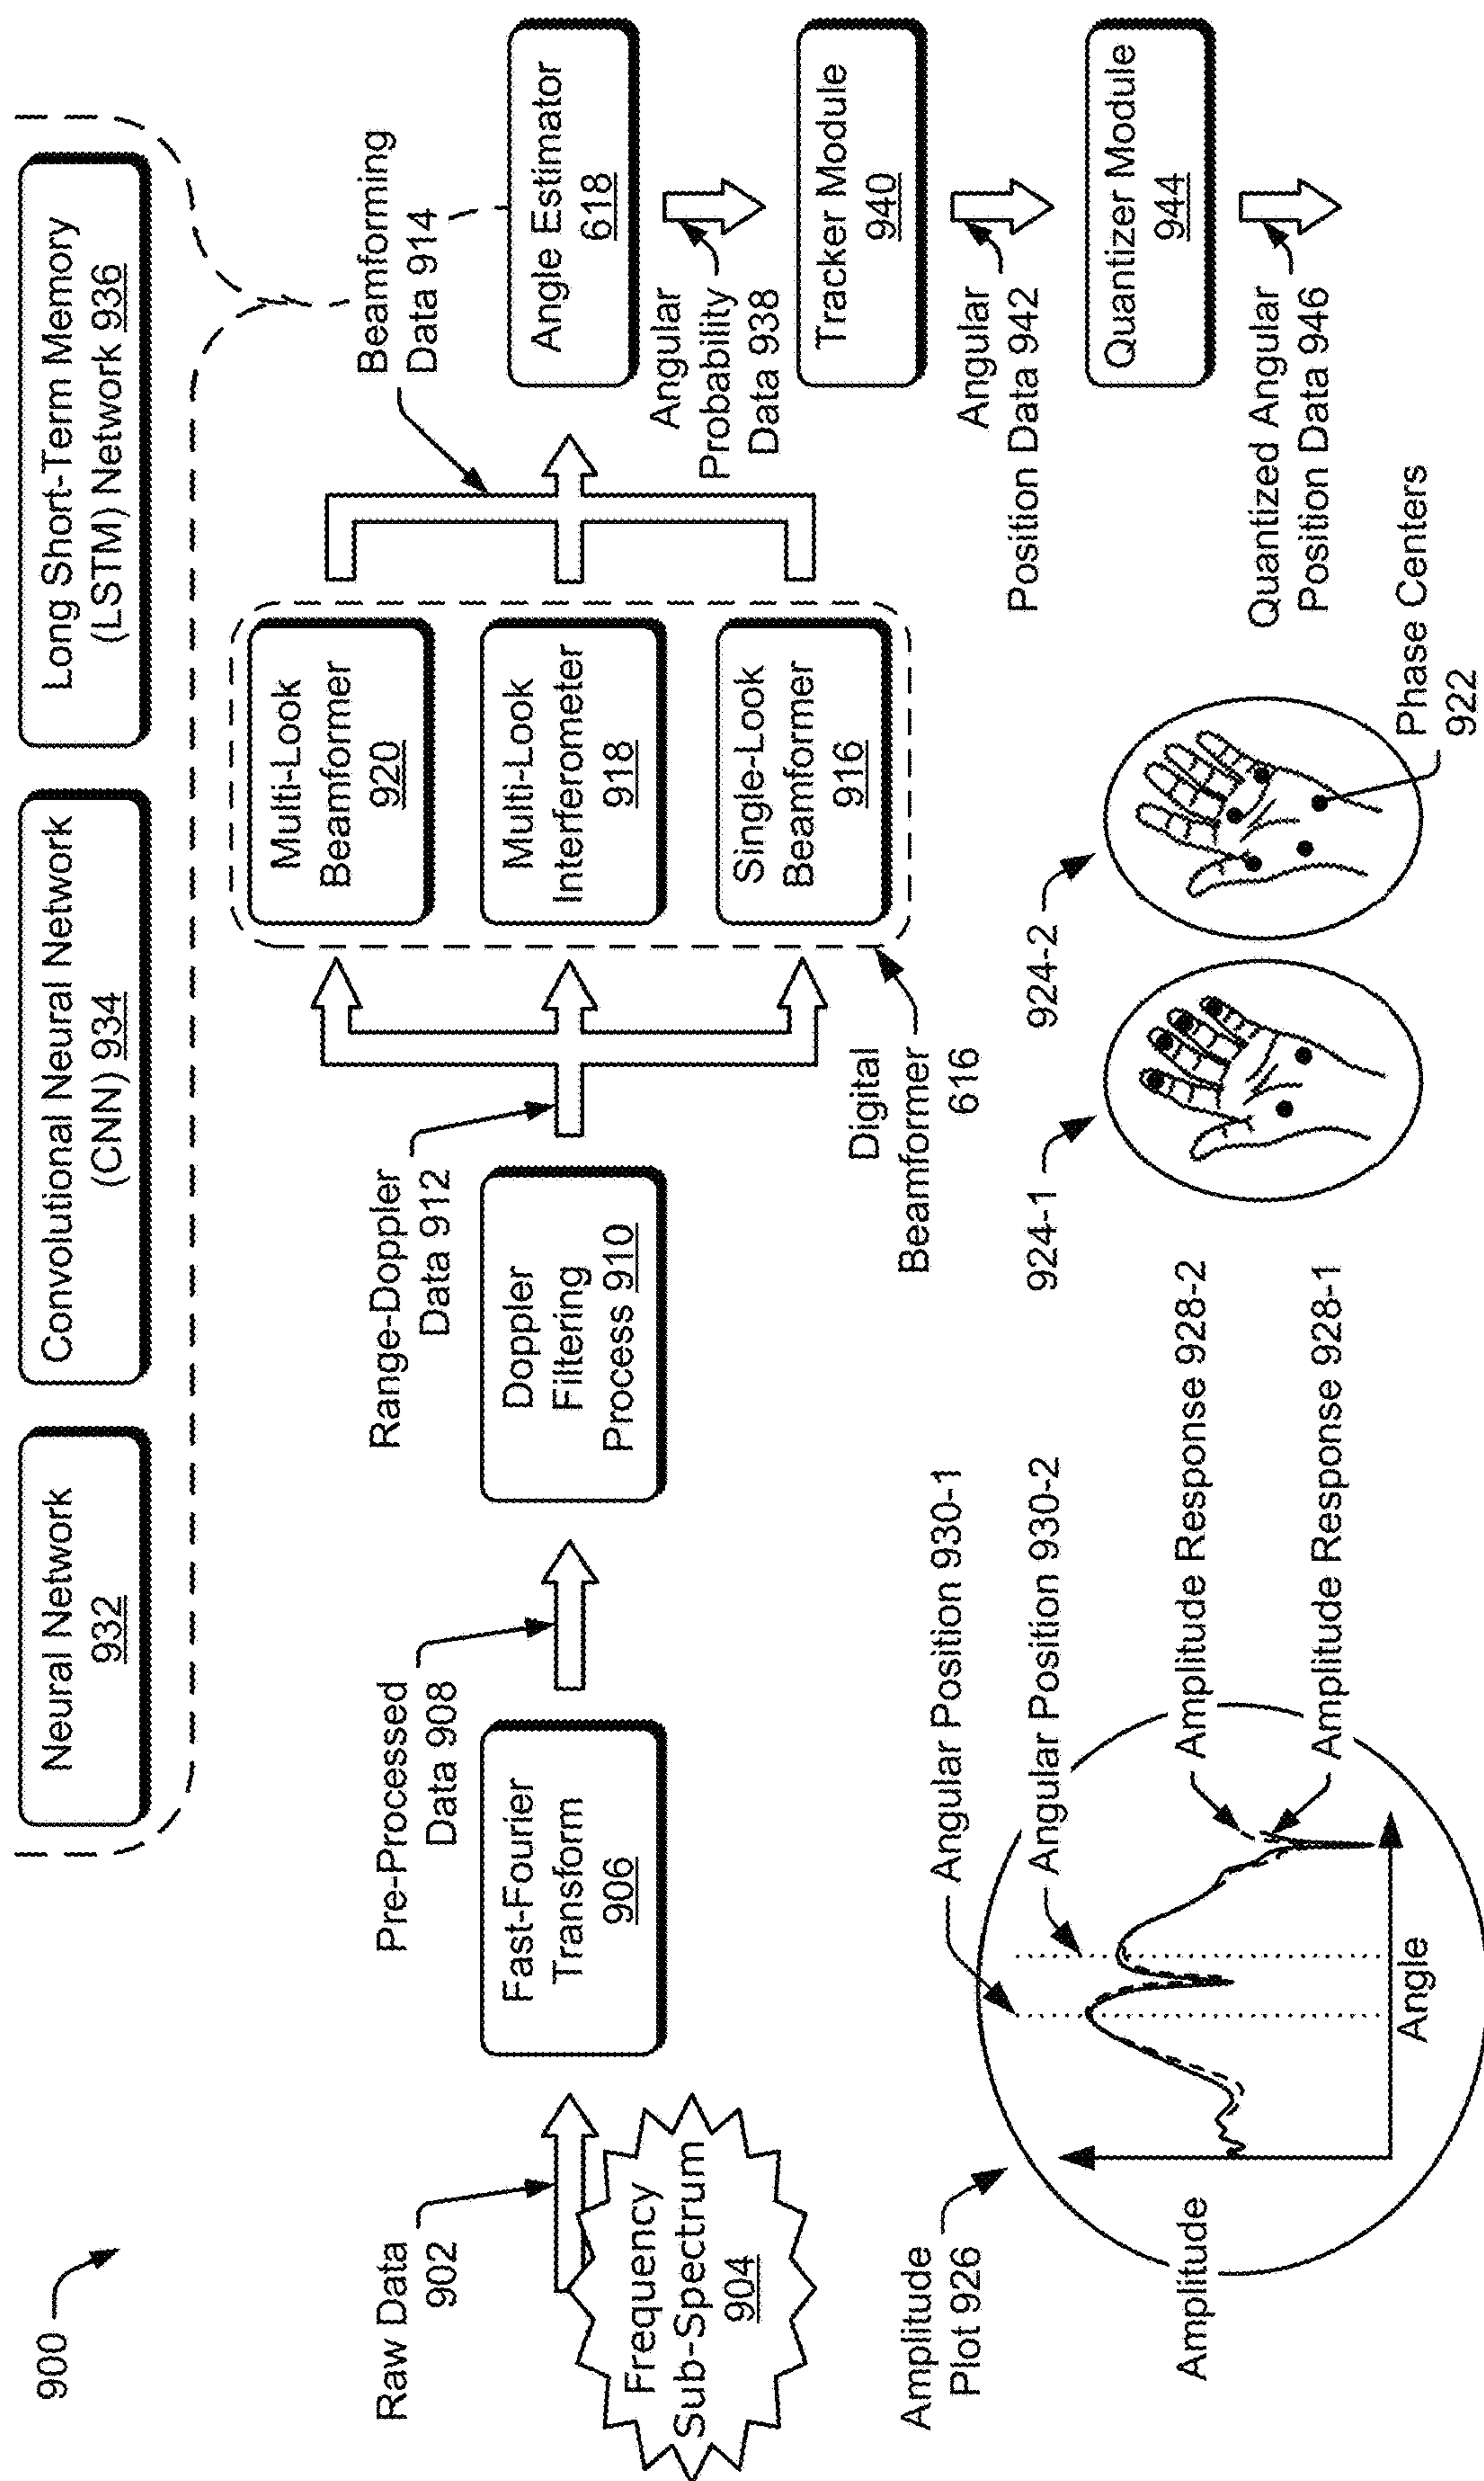 900
Neural Network
932
Convolutional Neural Network
(CNN) 934
Long Short-Term Memory
(LSTM) Network 936
Raw Data
902
Frequency
Sub-Spectrum
904
Fast-Fourier
Transform
906
Pre-Processed
Data 908
Doppler
Filtering
Process 910
Range-Doppler
Data 912
Multi-Look
Beamformer
920
Multi-Look
Interferometer
918
Single-Look
Beamformer
916
Digital
Beamformer
616
Beamforming
Data 914
Angle Estimator
618
Angular
Probability
Data 938
Tracker Module
940
Angular
Position Data 942
Quantizer Module
944
Quantized Angular
Position Data 946
Amplitude
Plot 926
Amplitude
Angle
Angular Position 930-1
Angular Position 930-2
Amplitude Response 928-2
Amplitude Response 928-1
924-1
924-2
Phase Centers
922